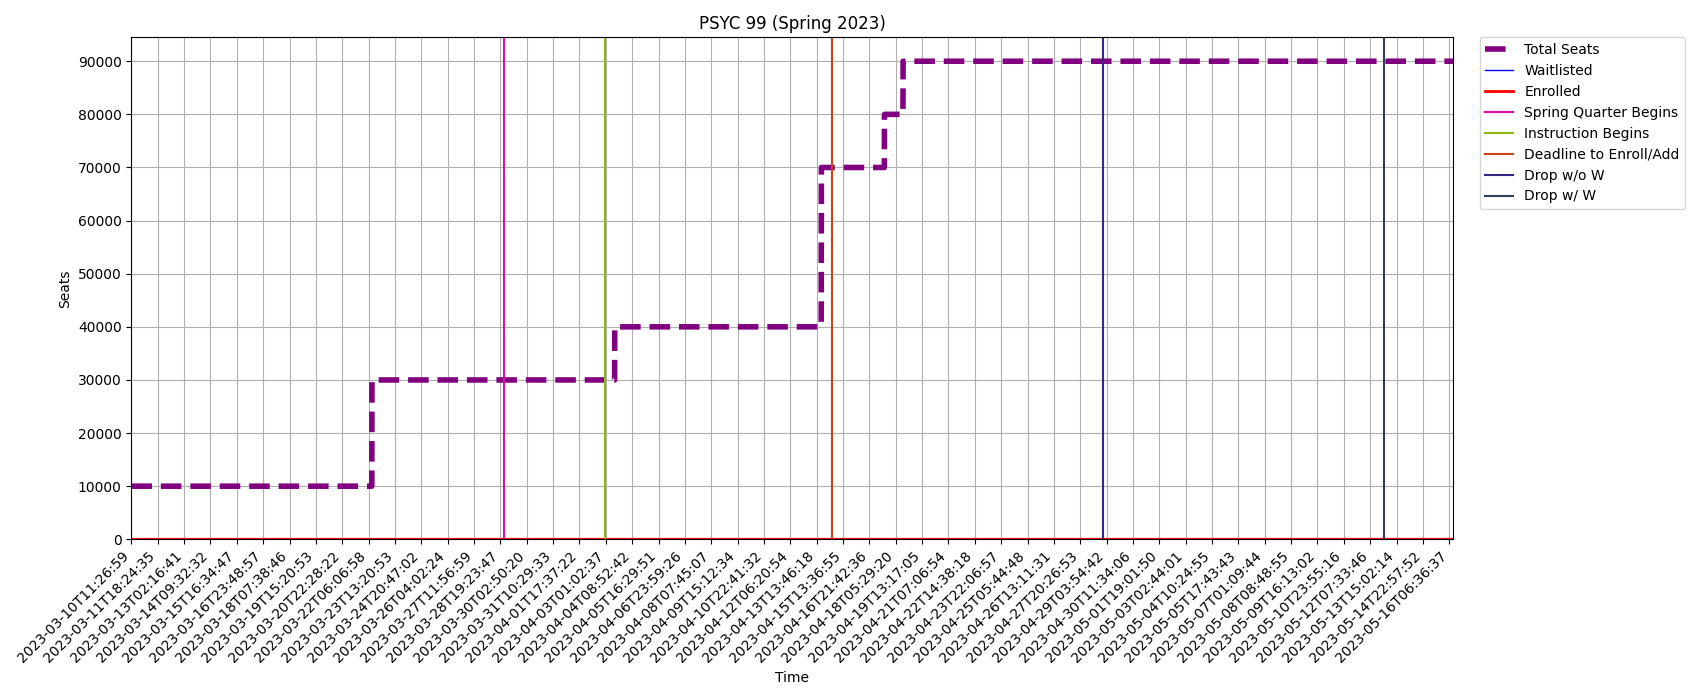 PSYC 99 (Spring 2023)
90000
80000
70000
60000
50000
40000
30000
20000
10000
0
Seats
2023-03-10T11:26:59
2023-03-11T18:24:35
2023-03-13T02:16:41
2023-03-14T09:32:32
2023-03-15T16:34:47
2023-03-16T23:48:57
2023-03-18T07:38:46
2023-03-19T15:20:53
2023-03-20T22:28:22
2023-03-22T06:06:58
2023-03-23T13:20:53
2023-03-24T20:47:02
2023-03-26T04:02:24
2023-03-27T11:56:59
2023-03-28T19:23:47
2023-03-30T02:50:20
2023-03-31T10:29:33
2023-04-01T17:37:22
2023-04-03T01:02:37
2023-04-04T08:52:42
2023-04-05T16:29:51
2023-04-06T23:59:26
2023-04-08T07:45:07
2023-04-09T15:12:34
2023-04-10T22:41:32
2023-04-12T06:20:54
2023-04-13T13:46:18
2023-04-15T13:36:55
2023-04-16T21:42:36
2023-04-18T05:29:20
2023-04-19T13:17:05
2023-04-21T07:06:54
2023-04-22T14:38:18
2023-04-23T22:06:57
2023-04-25T05:44:48
2023-04-26T13:11:31
2023-04-27T20:26:53
2023-04-29T03:54:42
2023-04-30T11:34:06
2023-05-01T19:01:50
2023-05-03T02:44:01
2023-05-04T10:24:55
2023-05-05T17:43:43
2023-05-07T01:09:44
2023-05-08T08:48:55
2023-05-09T16:13:02
2023-05-10T23:55:16
2023-05-12T07:33:46
2023-05-13T15:02:14
2023-05-14T22:57:52
2023-05-16T06:36:37
Time
Total Seats
Waitlisted
Enrolled
Spring Quarter Begins
Instruction Begins
Deadline to Enroll/Add
Drop w/o W
Drop w/ W